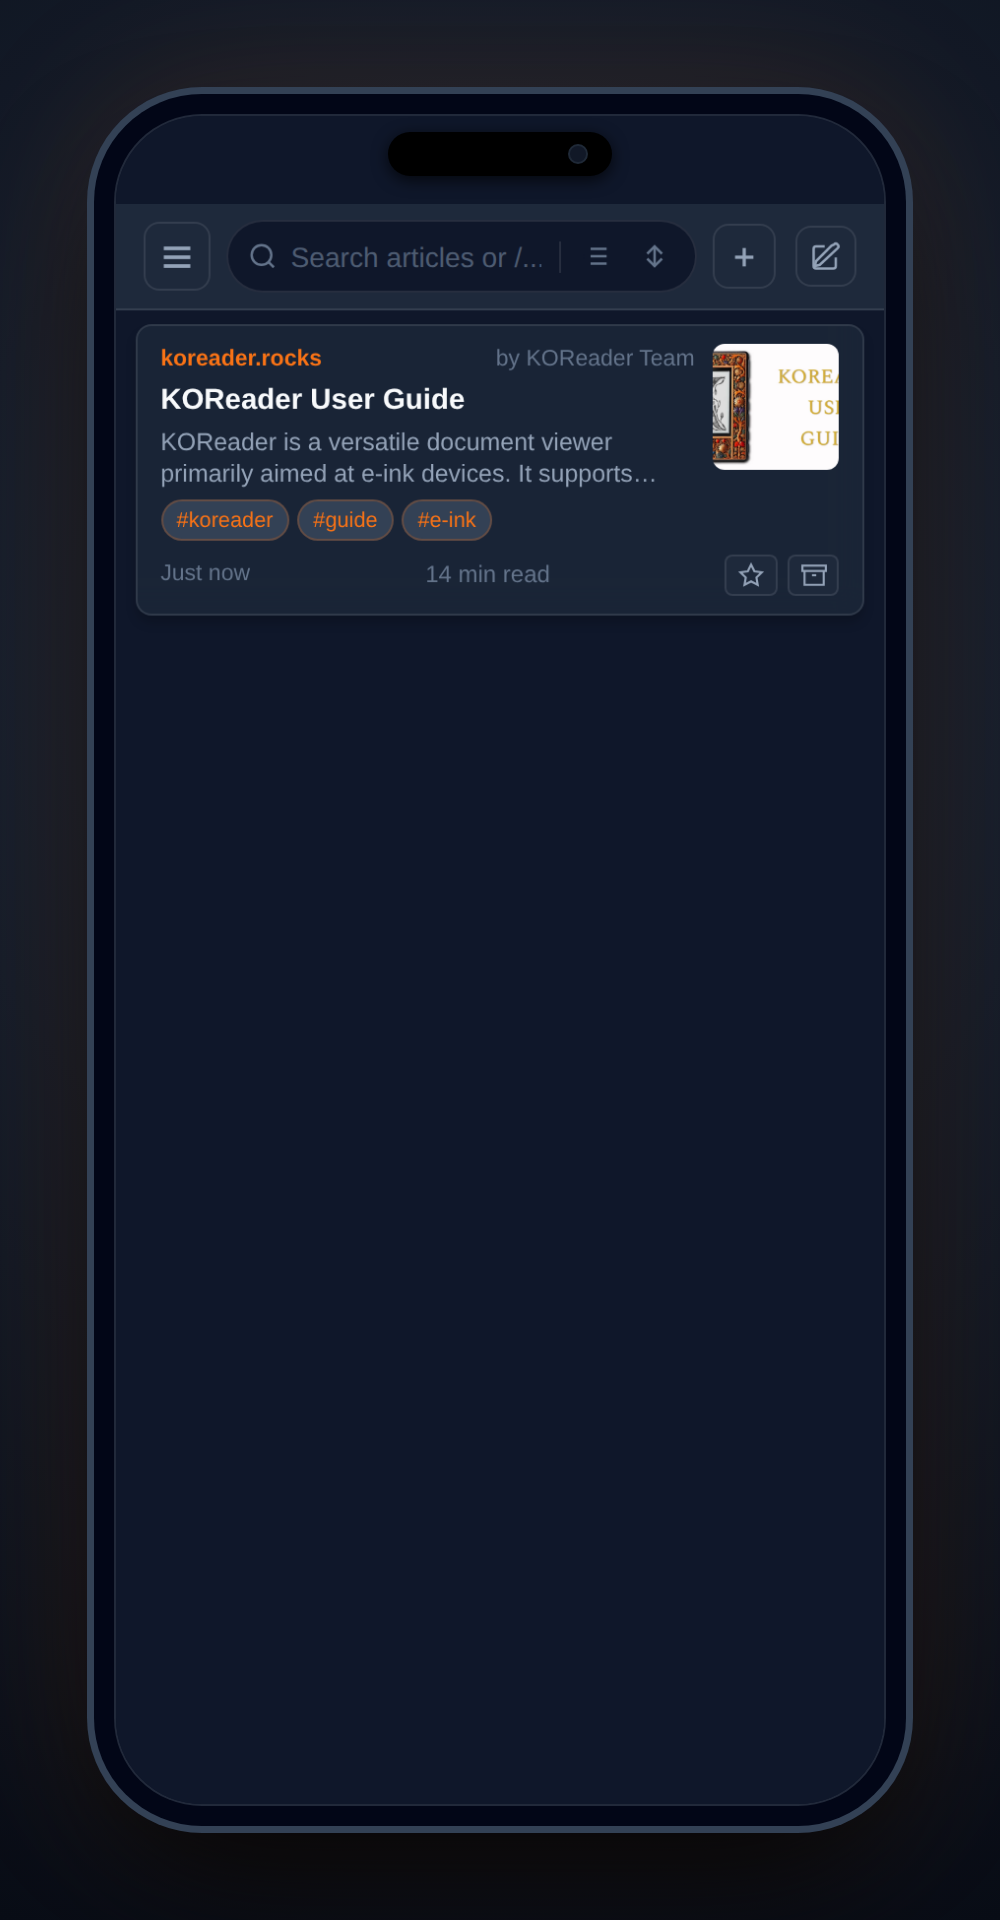 Search articles or /...
koreader.rocks
by KOReader Team
KOReader User Guide
KOReader is a versatile document viewer
primarily aimed at e-ink devices. It supports…
#koreader #guide #e-ink
Just now
14 min read